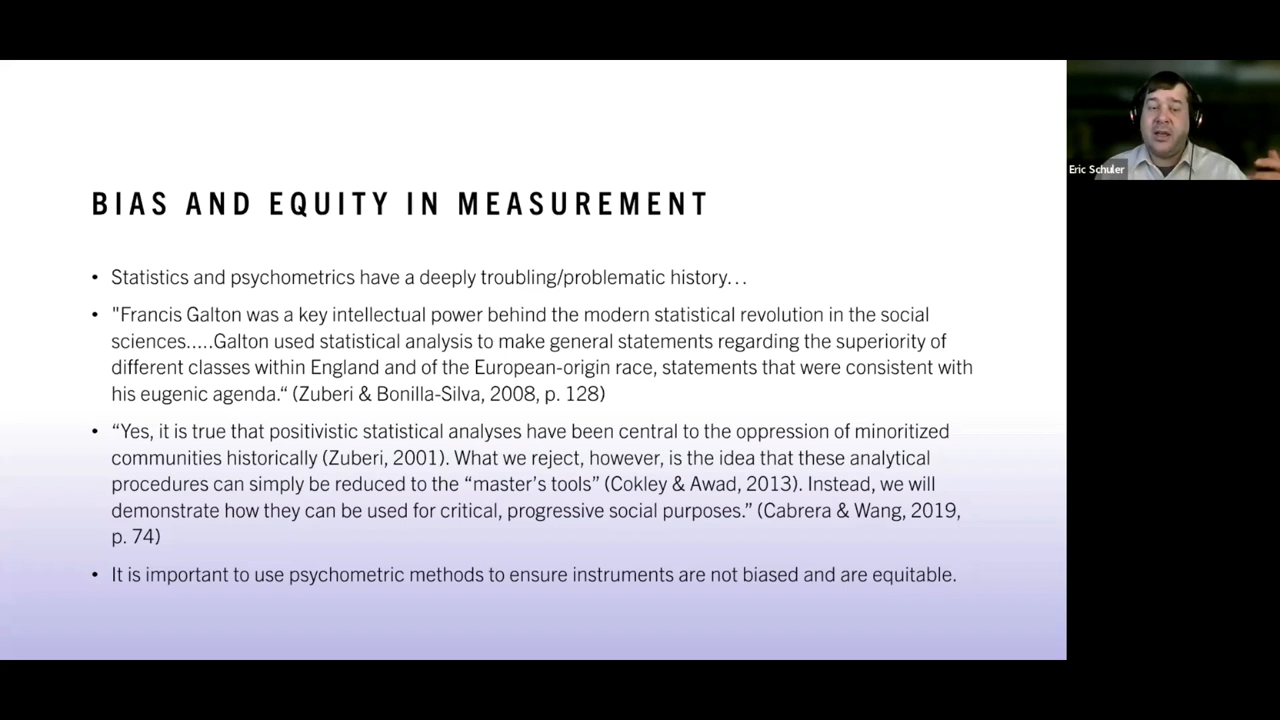 BIAS AND EQUITY IN MEASUREMENT
• Statistics and psychometrics have a deeply troubling/problematic history…
• "Francis Galton was a key intellectual power behind the modern statistical revolution in the social
sciences.....Galton used statistical analysis to make general statements regarding the superiority of
different classes within England and of the European-origin race, statements that were consistent with
his eugenic agenda.“ (Zuberi & Bonilla-Silva, 2008, p. 128)
• “Yes, it is true that positivistic statistical analyses have been central to the oppression of minoritized
communities historically (Zuberi, 2001). What we reject, however, is the idea that these analytical
procedures can simply be reduced to the “master’s tools” (Cokley & Awad, 2013). Instead, we will
demonstrate how they can be used for critical, progressive social purposes.” (Cabrera & Wang, 2019,
p. 74)
• It is important to use psychometric methods to ensure instruments are not biased and are equitable.
Eric Schuler